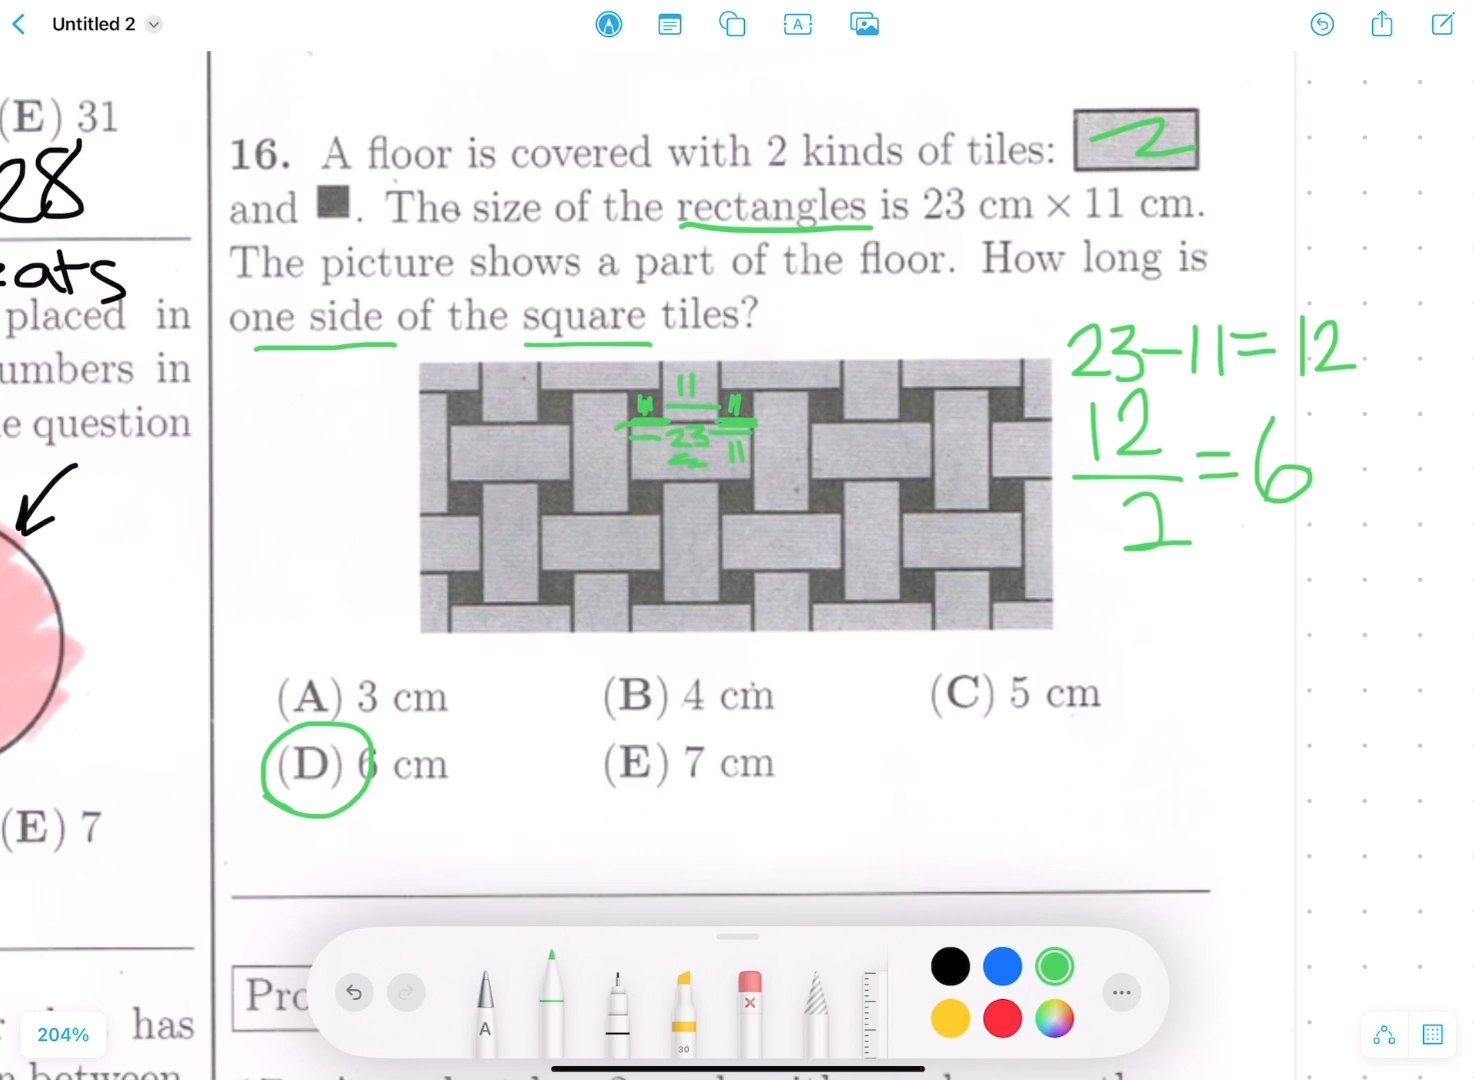 Untitled 2
A
(E) 31
28
eats
placed in
umbers in
e question
(E) 7
has
between
16. A floor is covered with 2 kinds of tiles:
2
and ■. The size of the rectangles is 23 cm × 11 cm.
The picture shows a part of the floor. How long is
one side of the square tiles?
11
23
11
23-11=12
12
2
=6
(A) 3 cm (B) 4 cm (C) 5 cm
(D) 6 cm (E) 7 cm
Pro
204%
A
30